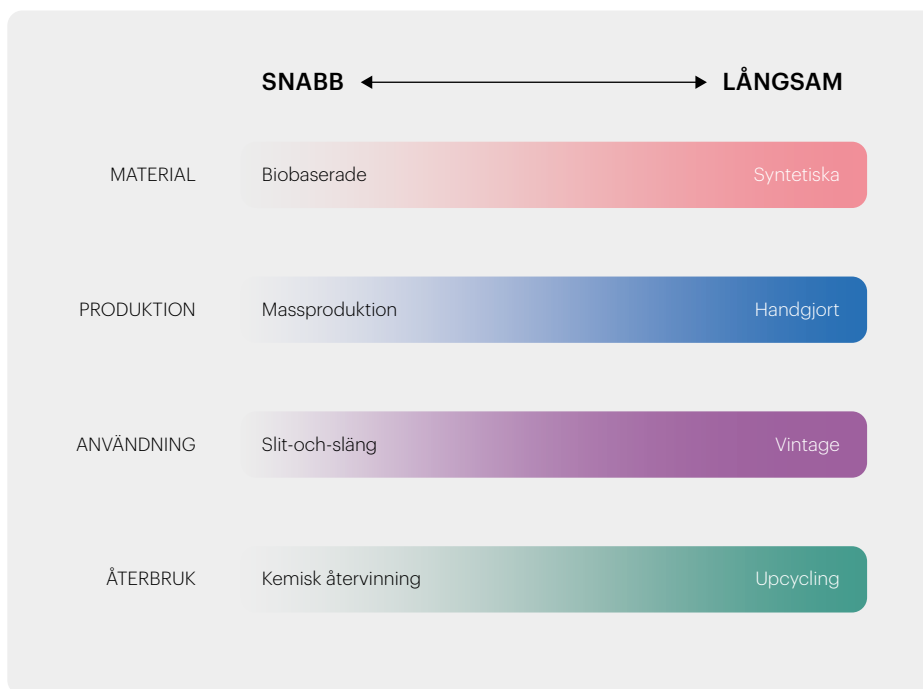 SNABB LÅNGSAM
MATERIAL Biobaserade Syntetiska
PRODUKTION Massproduktion Handgjort
ANVÄNDNING Slit-och-släng Vintage
ÅTERBRUK Kemisk återvinning Upcycling